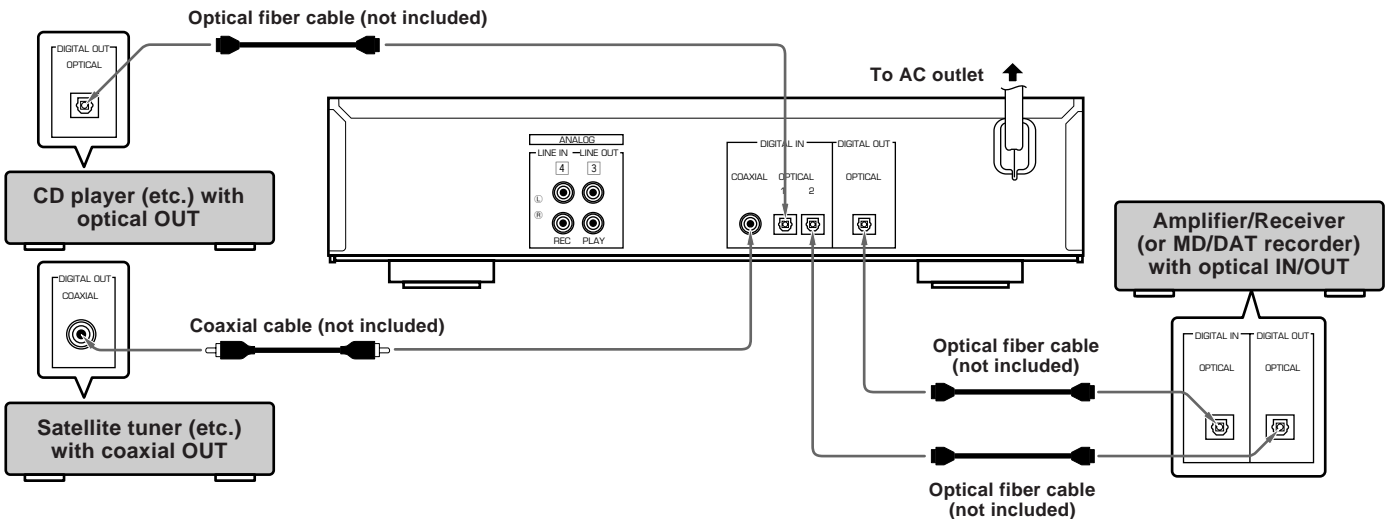 Optical fiber cable (not included)
DIGITAL OUT
OPTICAL
CD player (etc.) with
optical OUT
To AC outlet
ANALOG
LINE IN
LINE OUT
4
3
L
R
REC
PLAY
DIGITAL IN
DIGITAL OUT
COAXIAL
OPTICAL
OPTICAL
1
2
Amplifier/Receiver
(or MD/DAT recorder)
with optical IN/OUT
DIGITAL OUT
COAXIAL
Coaxial cable (not included)
Satellite tuner (etc.)
with coaxial OUT
Optical fiber cable
(not included)
DIGITAL IN
DIGITAL OUT
OPTICAL
OPTICAL
Optical fiber cable
(not included)